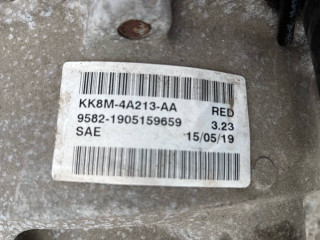 KK8M-4A213-AA RED
9582-1905159659 3.23
SAE 15/05/19